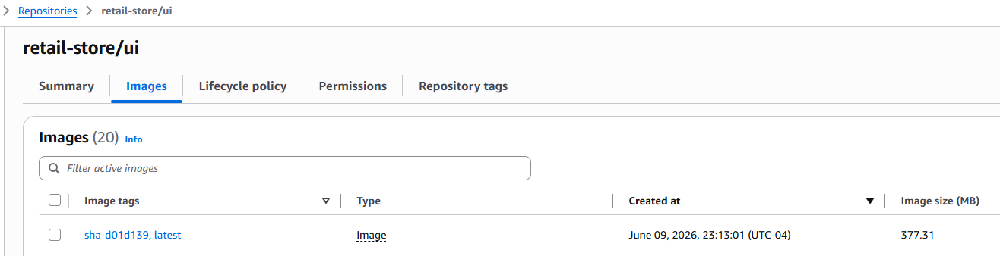 Repositories retail-store/ui
retail-store/ui
Summary Images Lifecycle policy Permissions Repository tags
Images (20) Info
Filter active images
Image tags Type Created at Image size (MB)
sha-d01d139, latest Image June 09, 2026, 23:13:01 (UTC-04) 377.31